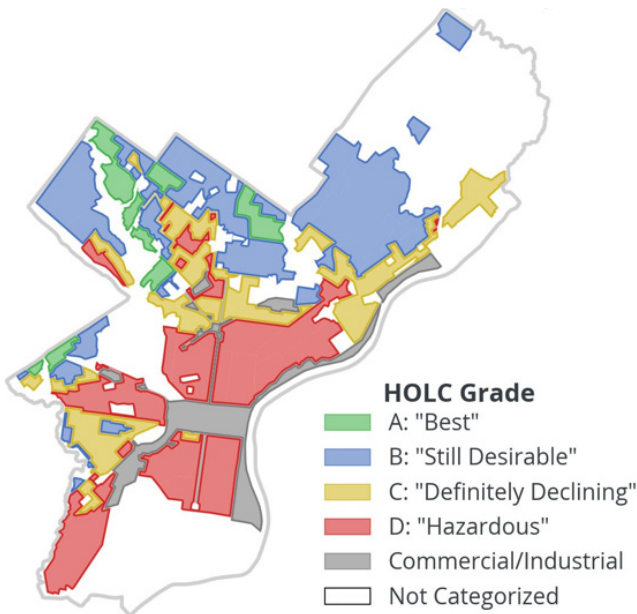 HOLC Grade
A: "Best"
B: "Still Desirable"
C: "Definitely Declining"
D: "Hazardous"
Commercial/Industrial
Not Categorized